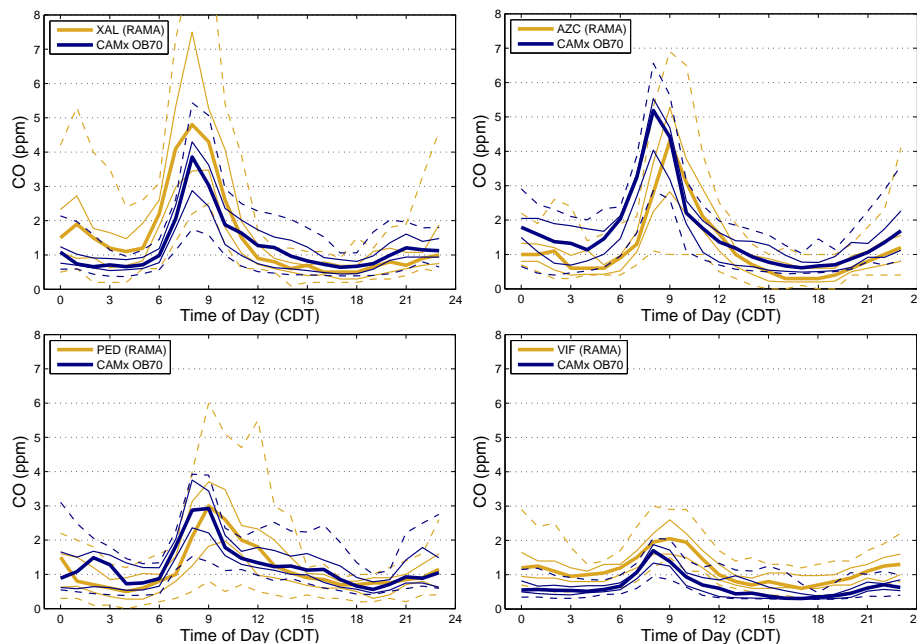 8
7
6
5
4
3
2
1
0
CO (ppm)
XAL (RAMA)
CAMx OB70
0 3 6 9 12 15 18 21 24
Time of Day (CDT)
8
7
6
5
4
3
2
1
0
CO (ppm)
AZC (RAMA)
CAMx OB70
0 3 6 9 12 15 18 21 24
Time of Day (CDT)
8
7
6
5
4
3
2
1
0
CO (ppm)
PED (RAMA)
CAMx OB70
0 3 6 9 12 15 18 21 24
Time of Day (CDT)
8
7
6
5
4
3
2
1
0
CO (ppm)
VIF (RAMA)
CAMx OB70
0 3 6 9 12 15 18 21
Time of Day (CDT)